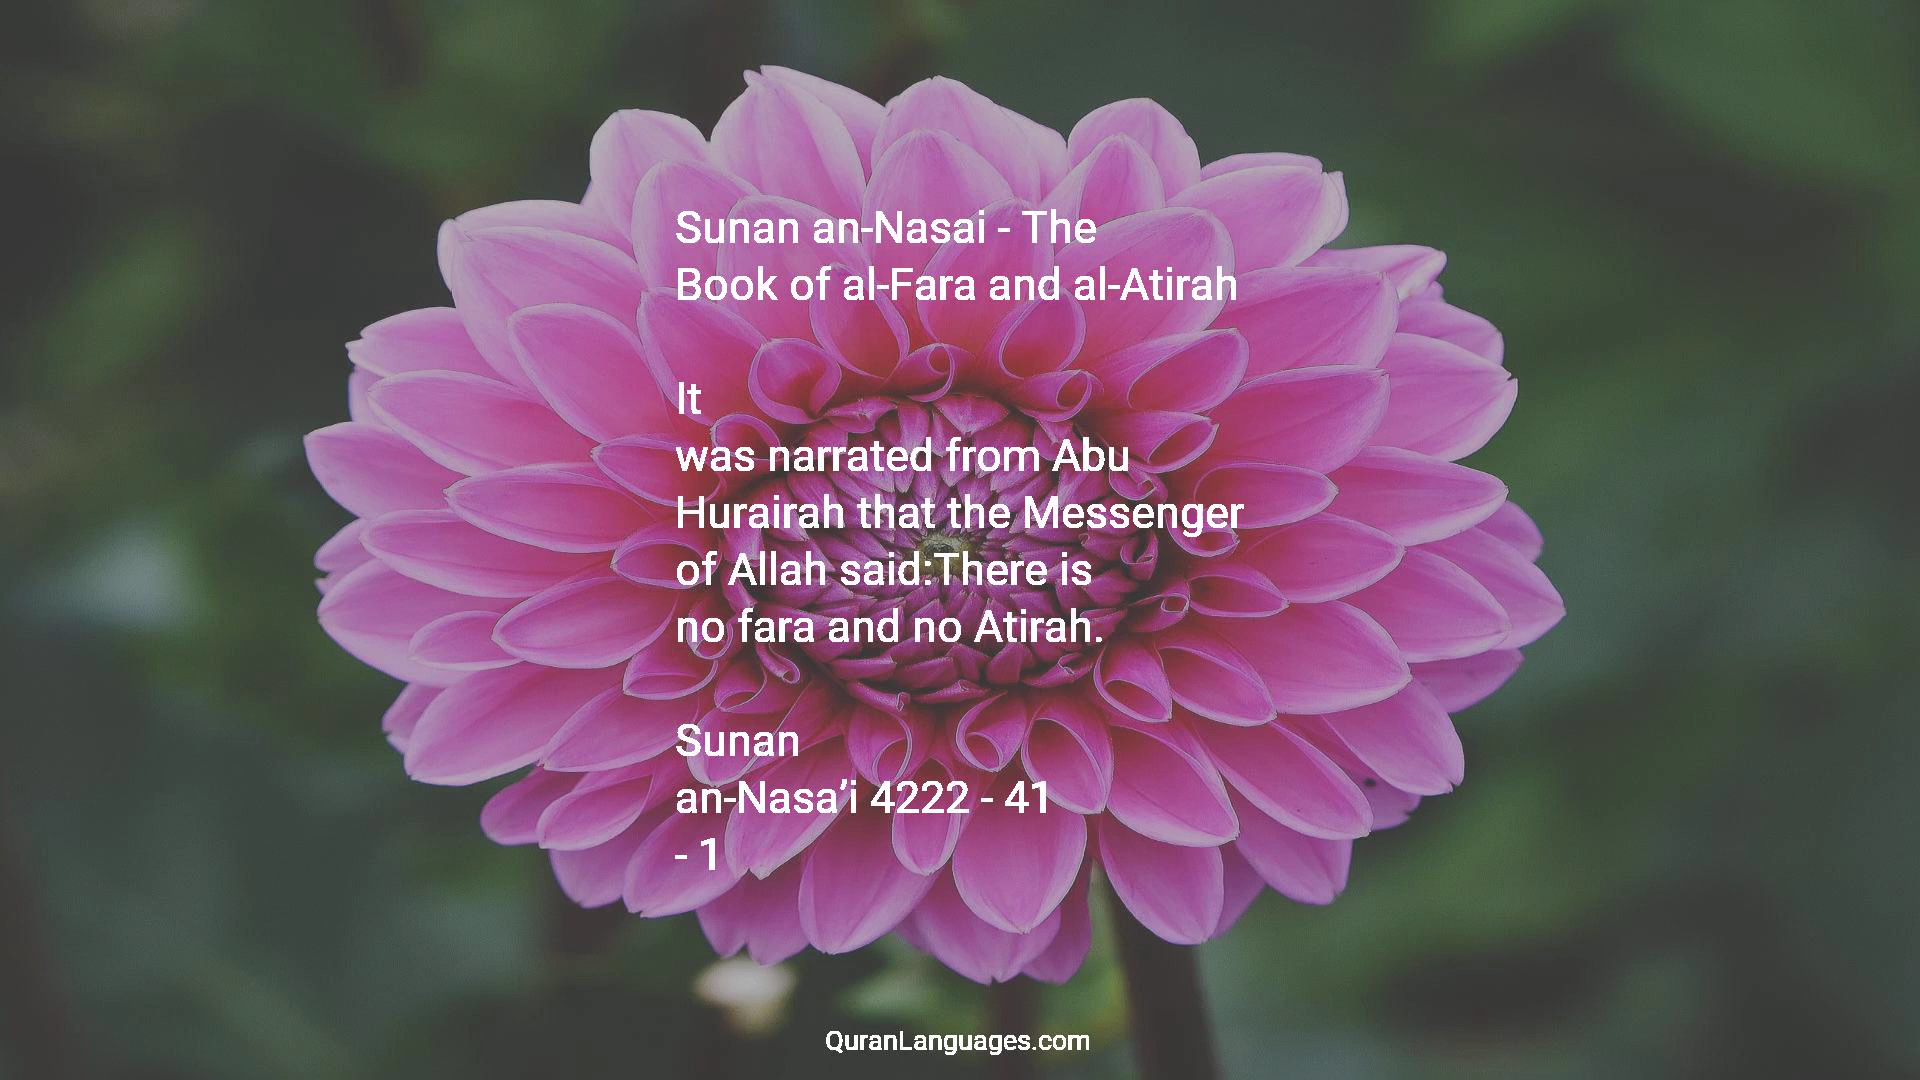 Sunan an-Nasai - The
Book of al-Fara and al-Atirah
It
was narrated from Abu
Hurairah that the Messenger
of Allah said:There is
no fara and no Atirah.
Sunan
an-Nasa’i 4222 - 41
- 1
QuranLanguages.com